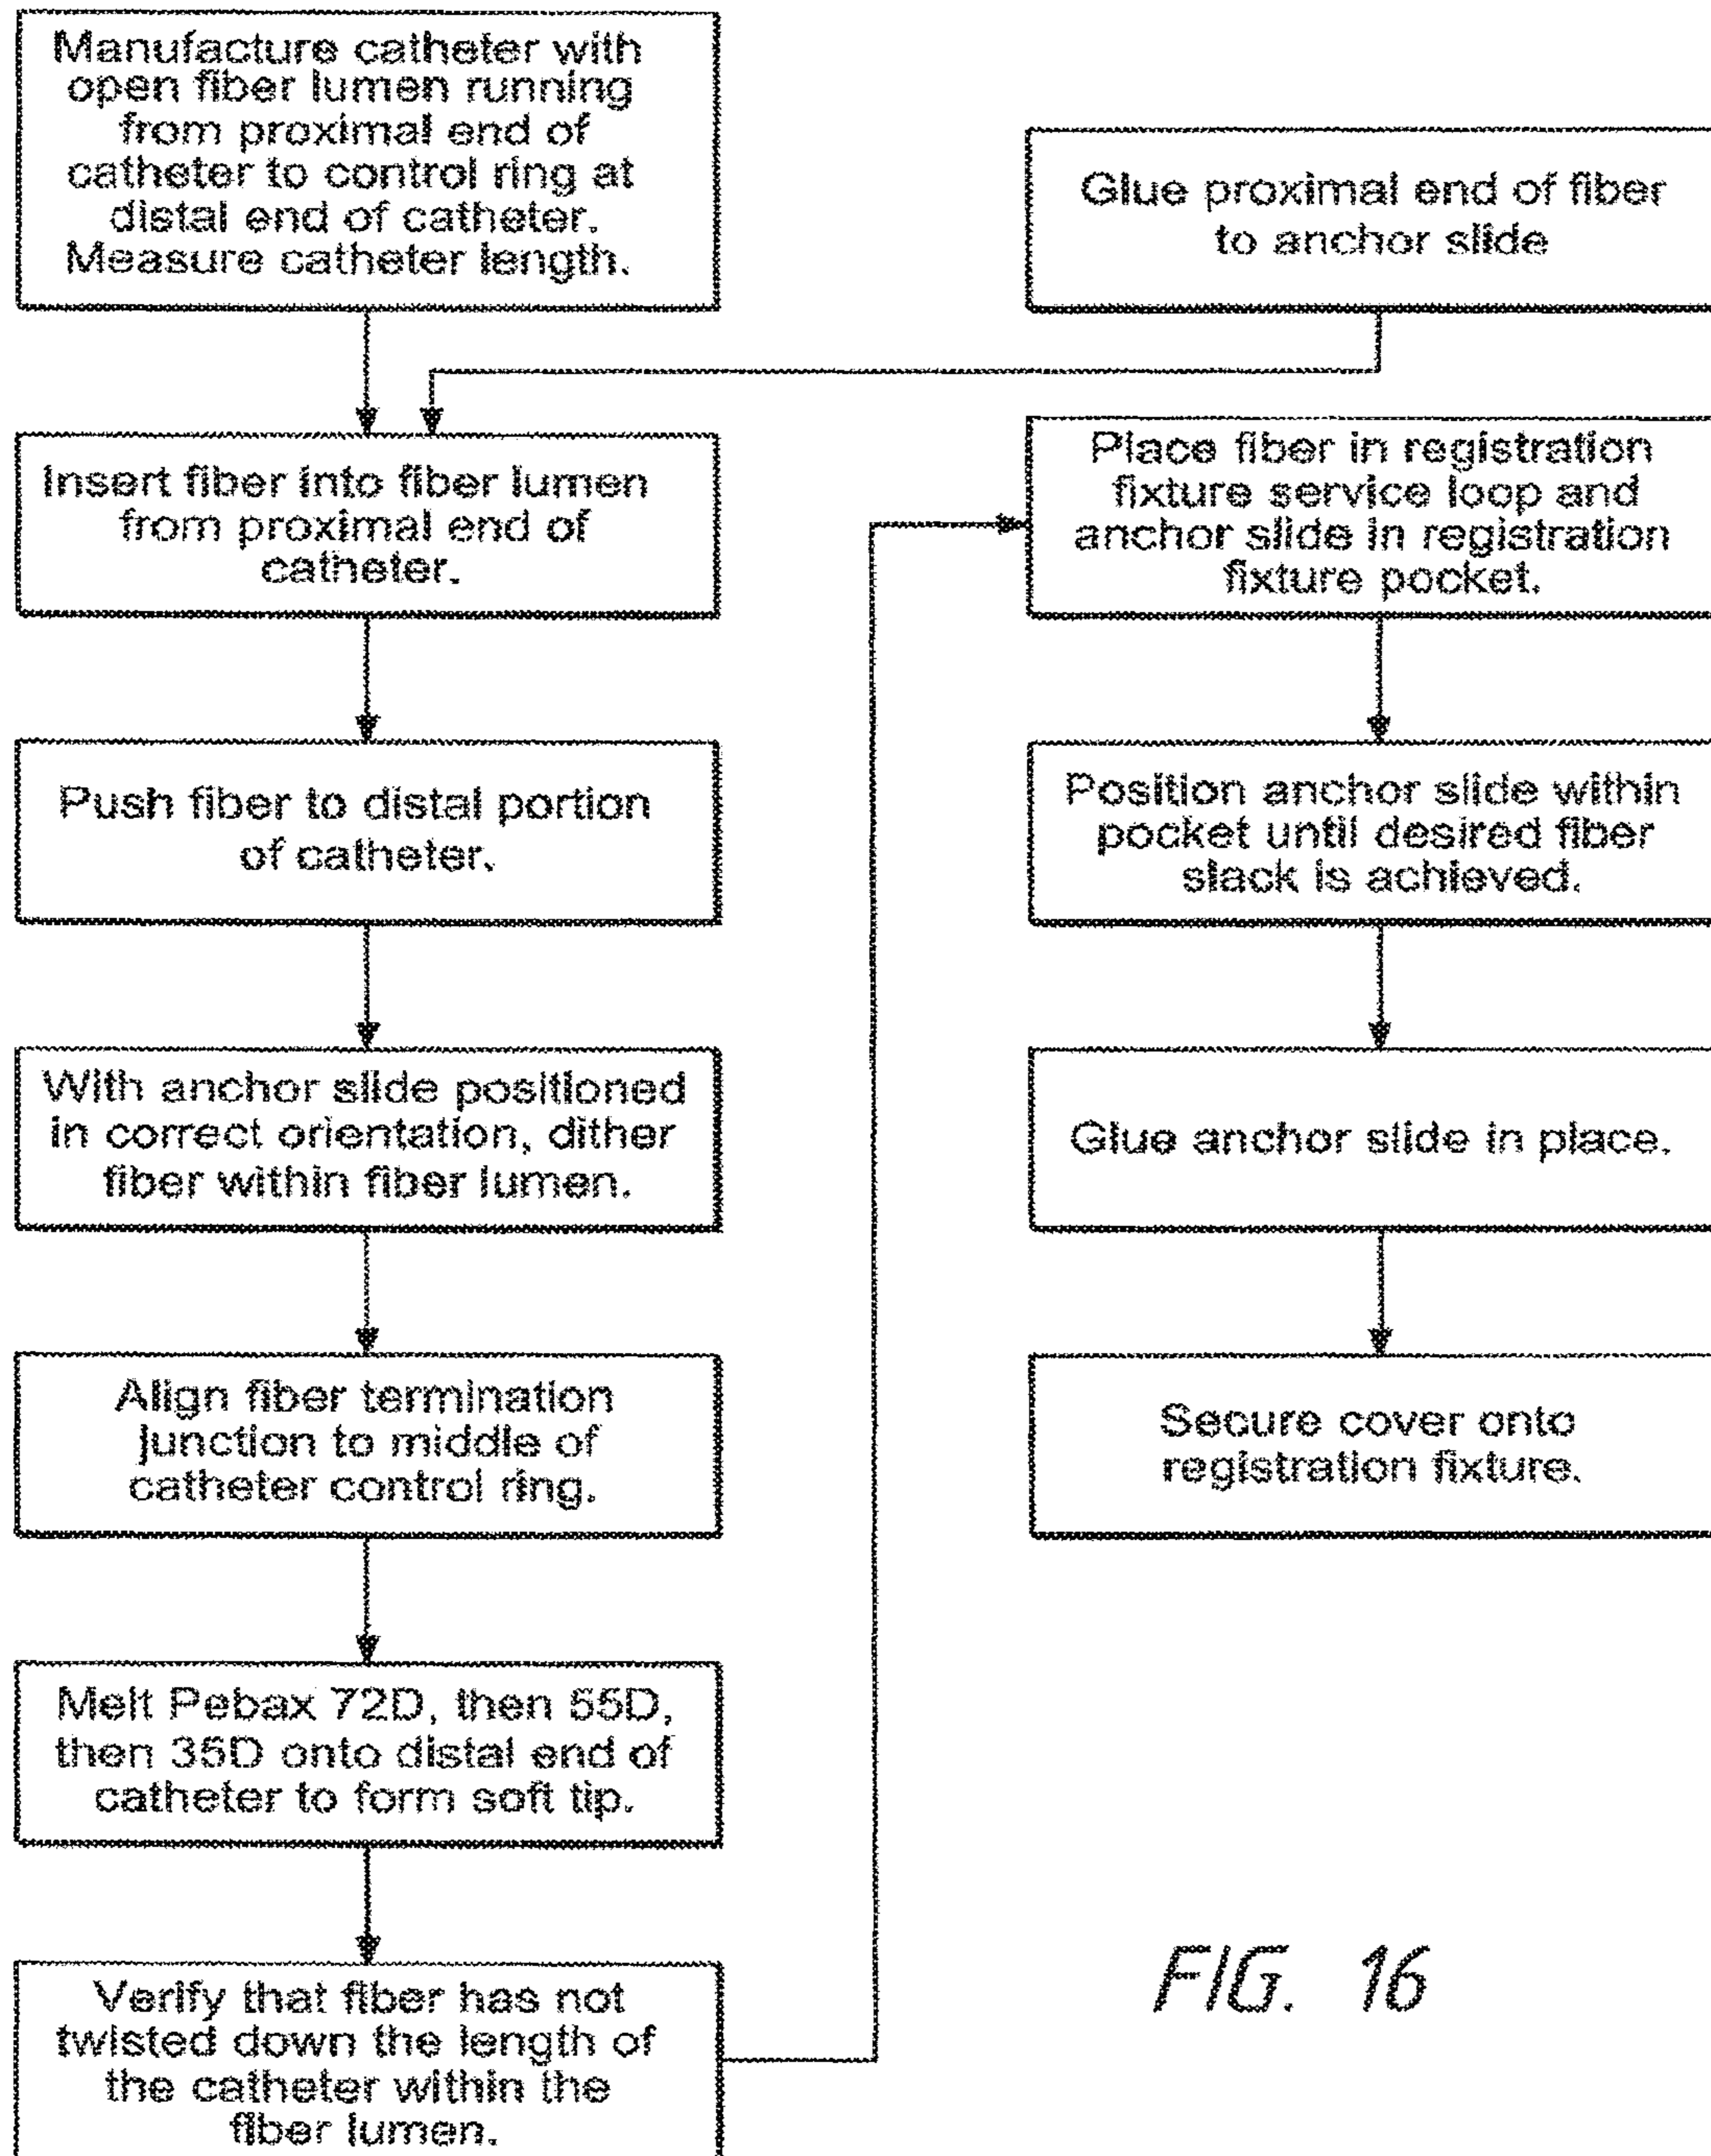 Manufacture catheter with
open fiber lumen running
from proximal end of
catheter to control ring at
distal end of catheter.
Measure catheter length.
Glue proximal end of fiber
to anchor slide
Insert fiber into fiber lumen
from proximal end of
catheter.
Push fiber to distal portion
of catheter.
With anchor slide positioned
in correct orientation, dither
fiber within fiber lumen.
Align fiber termination
junction to middle of
catheter control ring.
Melt Pebax 72D, then 55D,
then 35D onto distal end of
catheter to form soft tip.
Verify that fiber has not
twisted down the length of
the catheter within the
fiber lumen.
Place fiber in registration
fixture service loop and
anchor slide in registration
fixture pocket.
Position anchor slide within
pocket until desired fiber
slack is achieved.
Glue anchor slide in place.
Secure cover onto
registration fixture.
FIG. 16